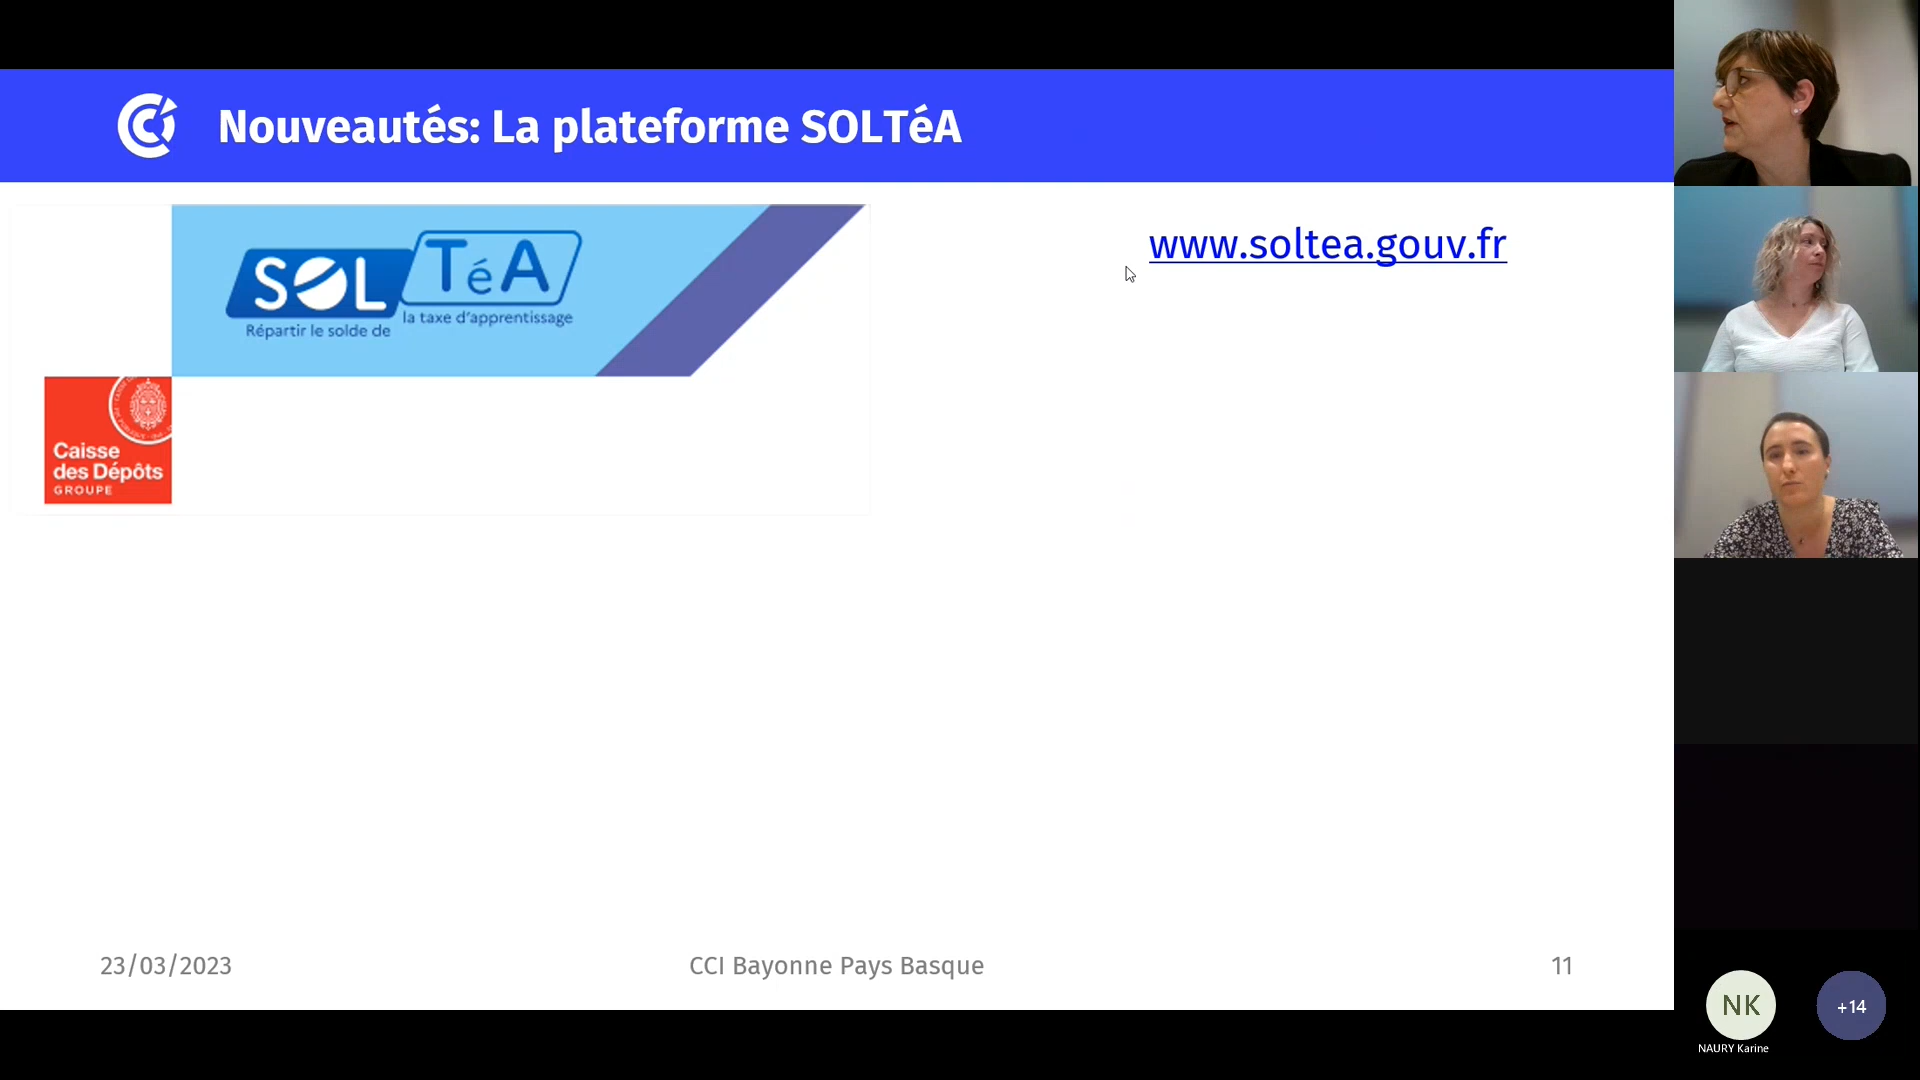 Nouveautés: La plateforme SOLTéA
SOL TéA
Répartir le solde de la taxe d'apprentissage
www.soltea.gouv.fr
Caisse
des Dépôts
GROUPE
23/03/2023
CCI Bayonne Pays Basque
11
NK
+14
NAURY Karine